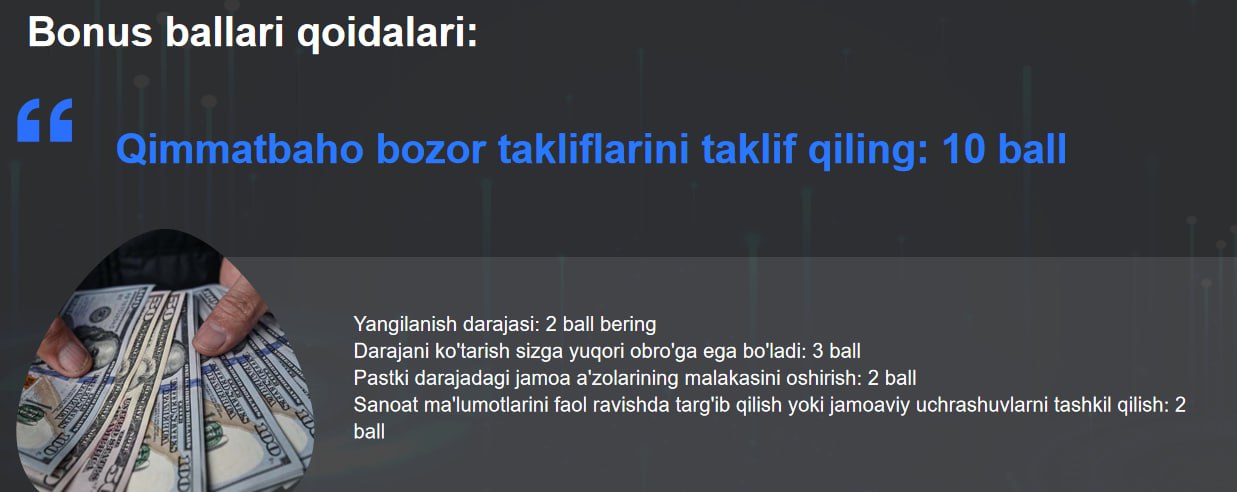 Bonus ballari qoidalari:
Qimmatbaho bozor takliflarini taklif qiling: 10 ball
Yangilanish darajasi: 2 ball bering
Darajani ko'tarish sizga yuqori obro'ga ega bo'ladi: 3 ball
Pastki darajadagi jamoa a'zolarining malakasini oshirish: 2 ball
Sanoat ma'lumotlarini faol ravishda targ'ib qilish yoki jamoaviy uchrashuvlarni tashkil qilish: 2
ball